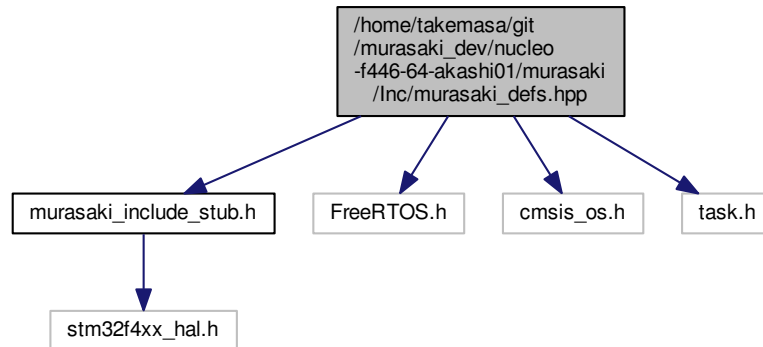 /home/takemasa/git
/murasaki_dev/nucleo
-f446-64-akashi01/murasaki
/Inc/murasaki_defs.hpp
murasaki_include_stub.h
FreeRTOS.h
cmsis_os.h
task.h
stm32f4xx_hal.h